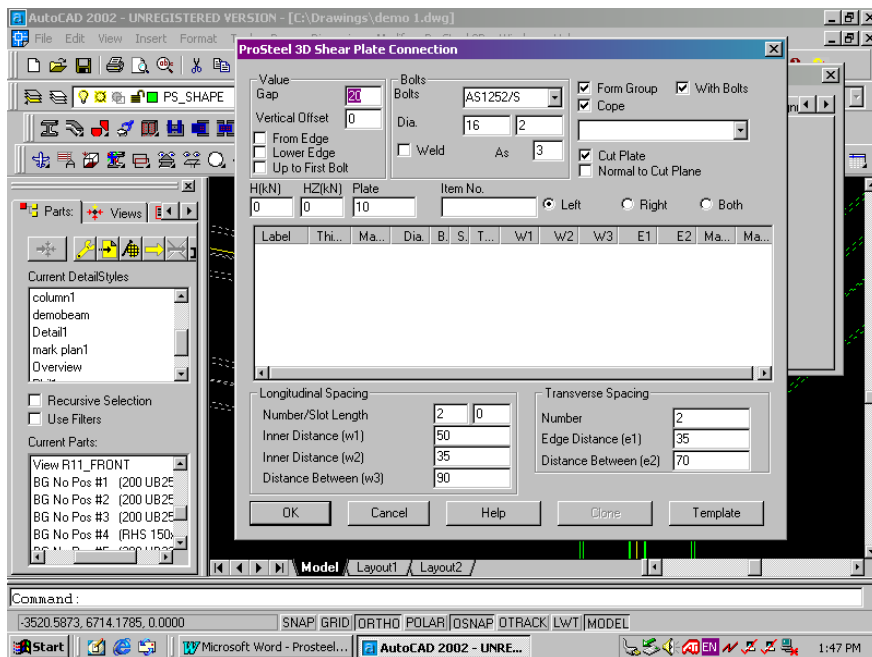 AutoCAD 2002 - UNREGISTERED VERSION - [C:\Drawings\demo 1.dwg]
File Edit View Insert Format
ProSteel 3D Shear Plate Connection
PS_SHAPE
Value
Gap 20
Vertical Offset 0
From Edge
Lower Edge
Up to First Bolt
Bolts
Bolts AS1252/S
Dia. 16 2
Weld As 3
Form Group With Bolts
Cope
Cut Plate
Normal to Cut Plane
H(kN) HZ(kN) Plate Item No.
0 0 10 Left Right Both
Label Thi... Ma... Dia. B. S. T... W1 W2 W3 E1 E2 Ma... Ma...
Parts: Views
Current DetailStyles
column1
demobeam
Detail1
mark plan1
Overview
Recursive Selection
Use Filters
Current Parts:
View R11_FRONT
BG No Pos #1 (200 UB25
BG No Pos #2 (200 UB25
BG No Pos #3 (200 UB25
BG No Pos #4 (RHS 150x
Longitudinal Spacing
Number/Slot Length 2 0
Inner Distance (w1) 50
Inner Distance (w2) 35
Distance Between (w3) 90
Transverse Spacing
Number 2
Edge Distance (e1) 35
Distance Between (e2) 70
OK Cancel Help Clone Template
Model Layout1 Layout2
Command:
-3520.5873, 6714.1785, 0.0000 SNAP GRID ORTHO POLAR OSNAP OTRACK LWT MODEL
Start Microsoft Word - Prosteel... AutoCAD 2002 - UNRE... EN 1:47 PM